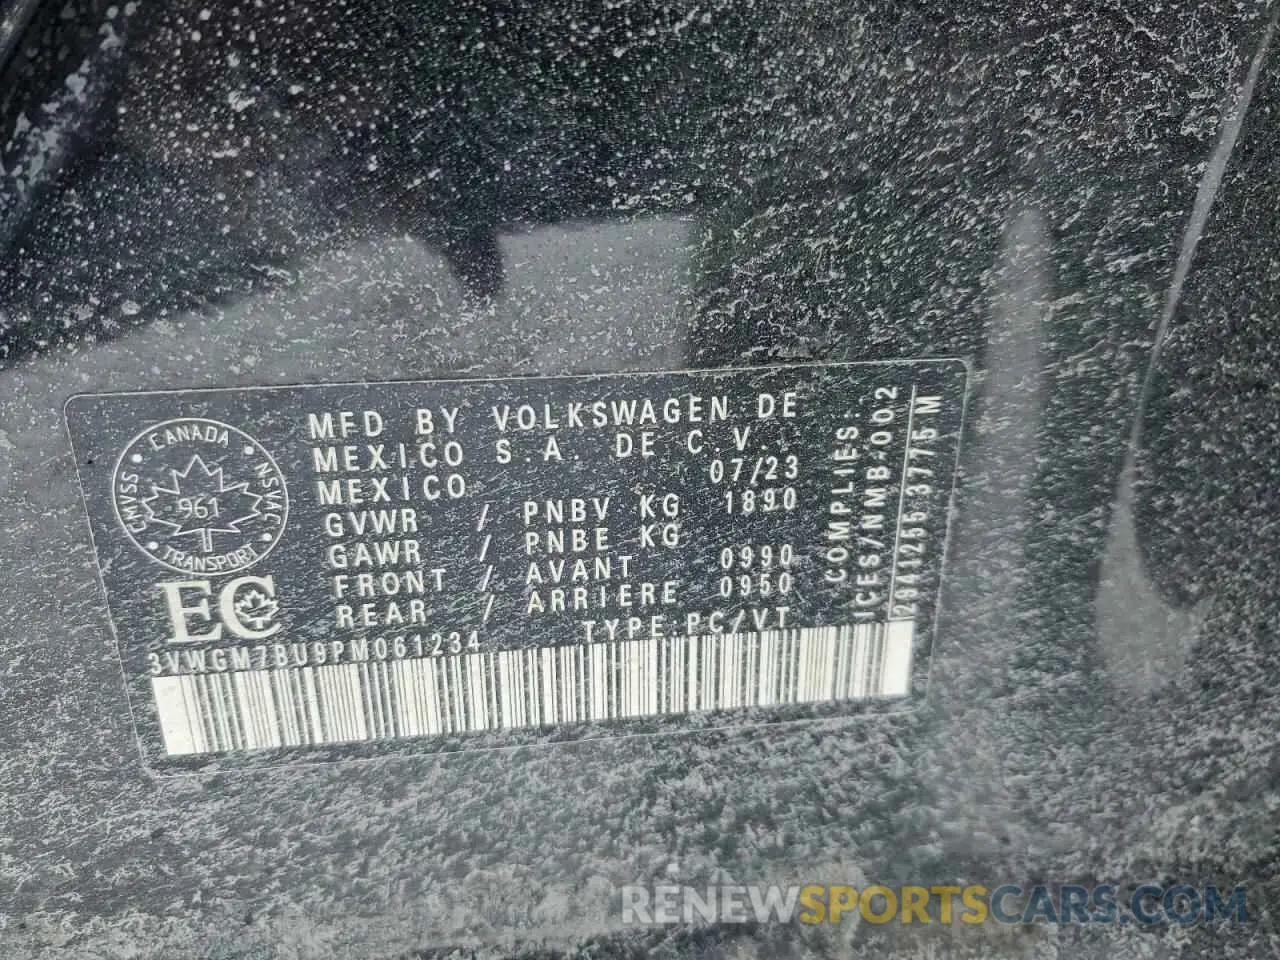 MFD BY VOLKSWAGEN DE
MEXICO S.A. DE C.V.
MEXICO 07/23
GVWR / PNBV KG 1890
GAWR / PNBE KG
FRONT / AVANT 0990
REAR / ARRIERE 0950
TYPE:PC/VT
3VWGM7BU9PM061234
CANADA
CMVSS 961 NSVAC
TRANSPORT
EC
COMPLIES:
ICES/NMB-002
294125S3775M
RENEWSPORTSCARS.COM